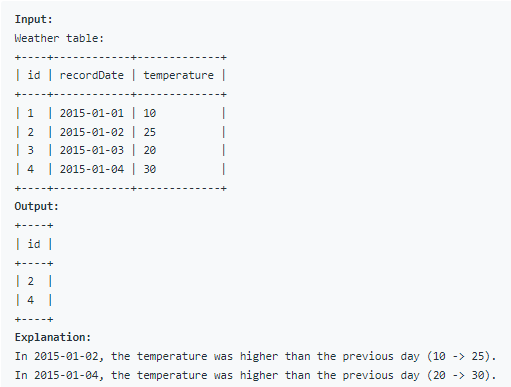 Input:
Weather table:
+----+------------+-------------+
| id | recordDate | temperature |
+----+------------+-------------+
| 1  | 2015-01-01 | 10          |
| 2  | 2015-01-02 | 25          |
| 3  | 2015-01-03 | 20          |
| 4  | 2015-01-04 | 30          |
+----+------------+-------------+
Output:
+----+
| id |
+----+
| 2  |
| 4  |
+----+
Explanation:
In 2015-01-02, the temperature was higher than the previous day (10 -> 25).
In 2015-01-04, the temperature was higher than the previous day (20 -> 30).